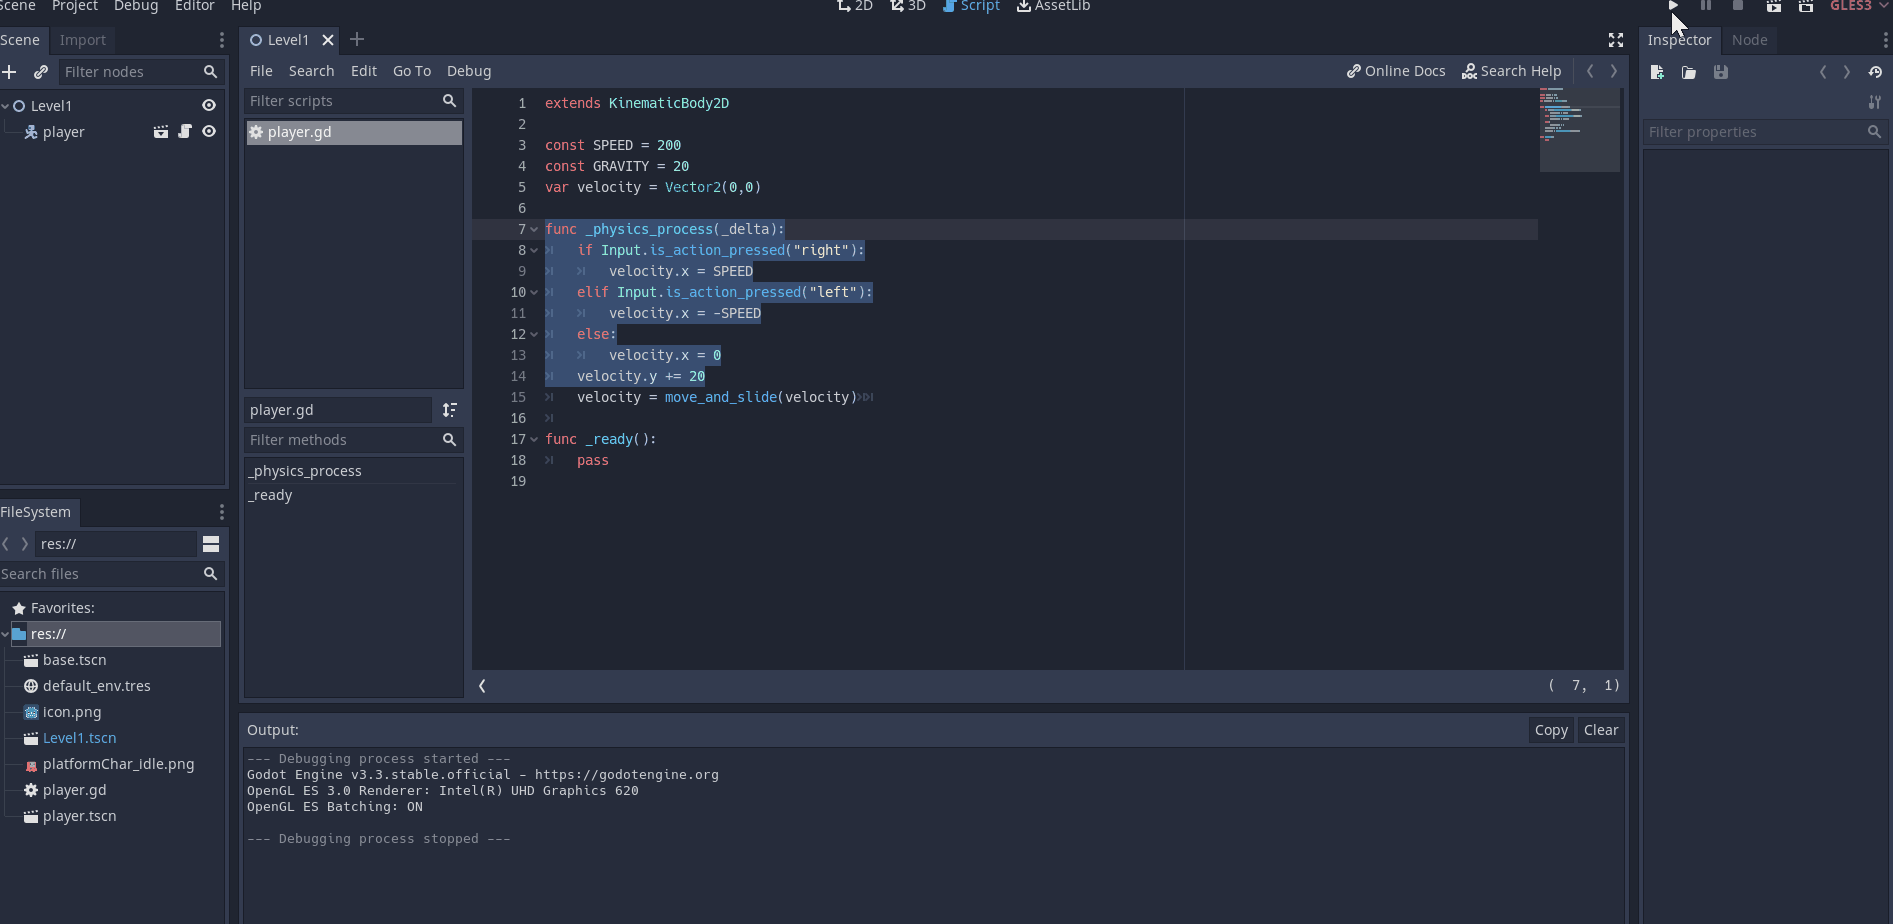 Scene Project Debug Editor Help
2D 3D Script AssetLib
GLES3
Scene Import
Filter nodes
Level1
player
FileSystem
res://
Search files
Favorites:
res://
base.tscn
default_env.tres
icon.png
Level1.tscn
platformChar_idle.png
player.gd
player.tscn
Level1
File Search Edit Go To Debug
Online Docs Search Help
Filter scripts
player.gd
player.gd
Filter methods
_physics_process
_ready
1 extends KinematicBody2D
2
3 const SPEED = 200
4 const GRAVITY = 20
5 var velocity = Vector2(0,0)
6
7 func _physics_process(_delta):
8 if Input.is_action_pressed("right"):
9 velocity.x = SPEED
10 elif Input.is_action_pressed("left"):
11 velocity.x = -SPEED
12 else:
13 velocity.x = 0
14 velocity.y += 20
15 velocity = move_and_slide(velocity)
16
17 func _ready():
18 pass
19
( 7, 1)
Output:
Copy Clear
--- Debugging process started ---
Godot Engine v3.3.stable.official - https://godotengine.org
OpenGL ES 3.0 Renderer: Intel(R) UHD Graphics 620
OpenGL ES Batching: ON
--- Debugging process stopped ---
Inspector Node
Filter properties